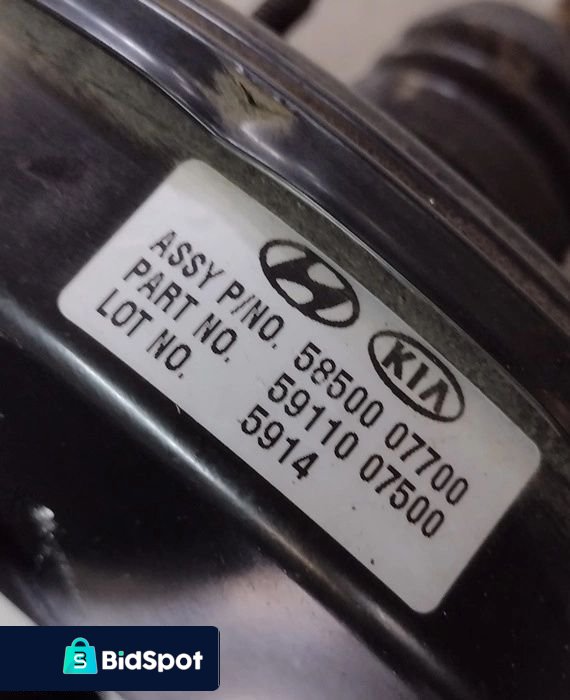 ASSY P/NO. 58500 07700
PART NO. 59110 07500
LOT NO. 5914
KIA
BidSpot